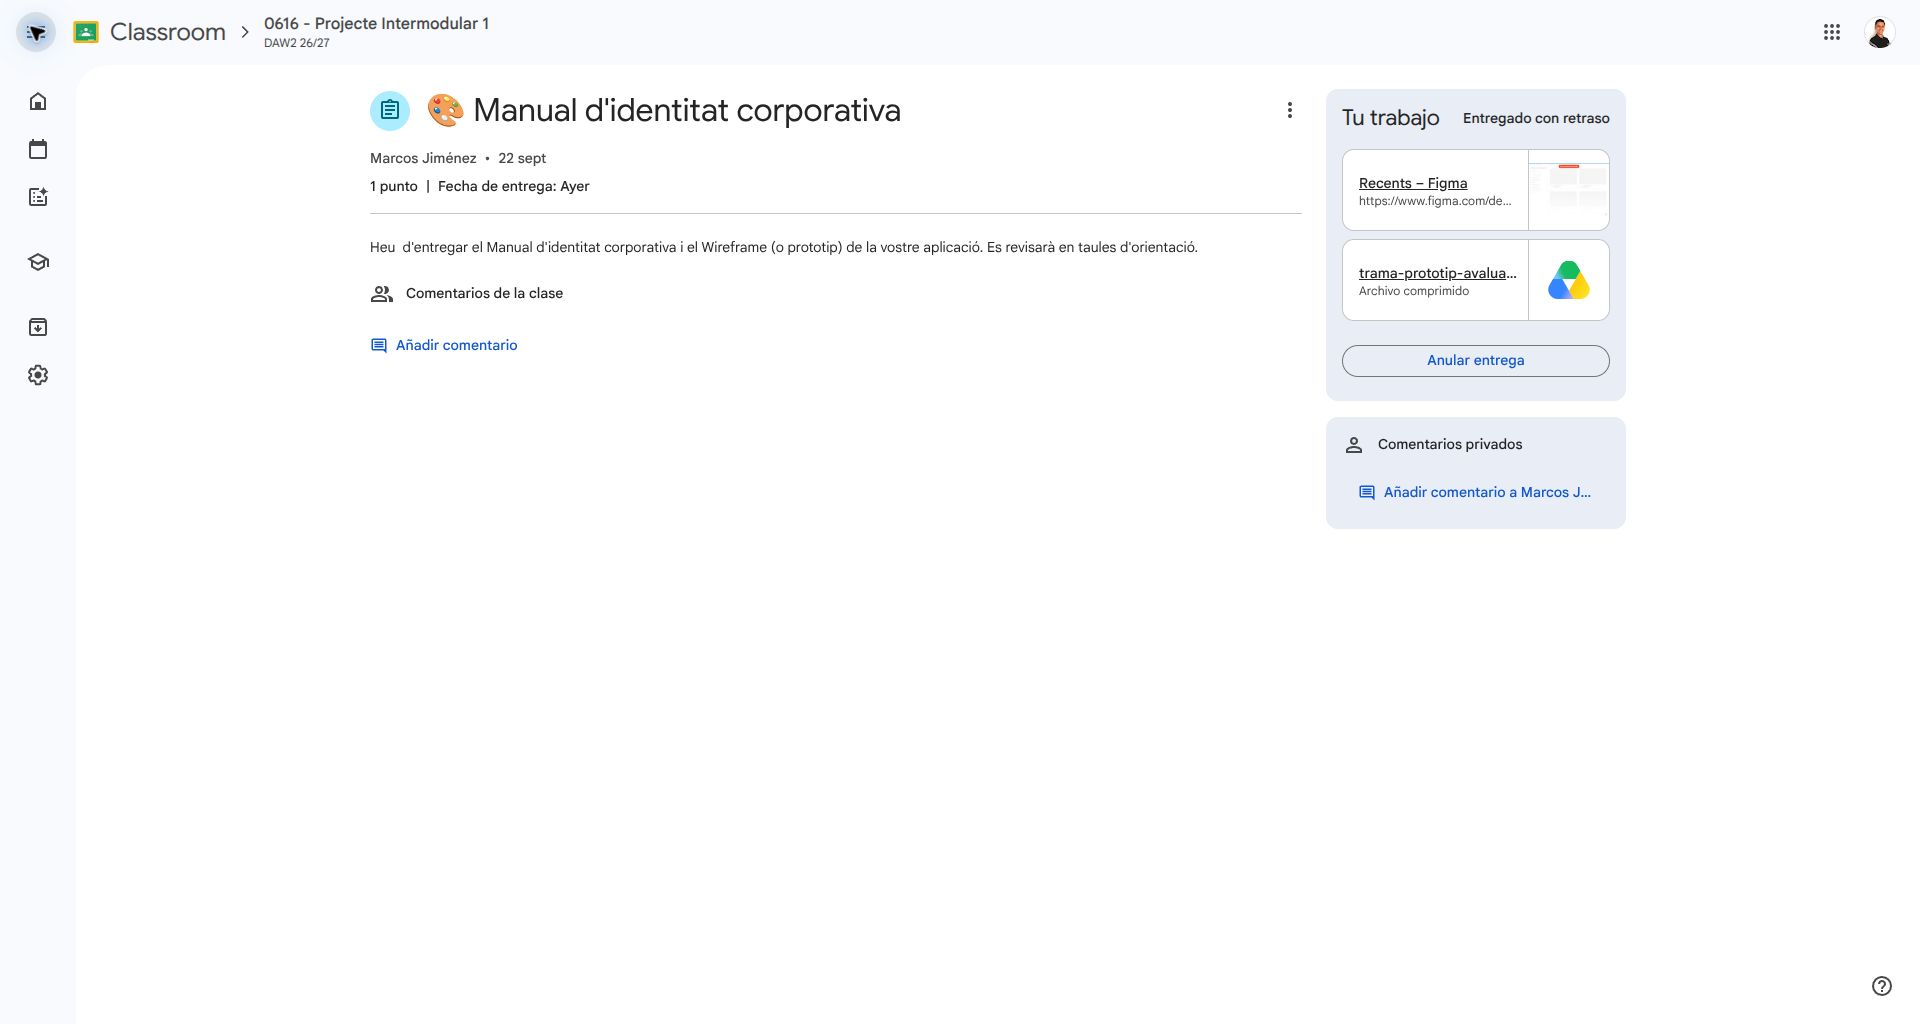 Classroom
0616 - Projecte Intermodular 1
DAW2 26/27
Manual d'identitat corporativa
Marcos Jiménez • 22 sept
1 punto | Fecha de entrega: Ayer
Heu d'entregar el Manual d'identitat corporativa i el Wireframe (o prototip) de la vostre aplicació. Es revisarà en taules d'orientació.
Comentarios de la clase
Añadir comentario
Tu trabajo
Entregado con retraso
Recents – Figma
https://www.figma.com/de...
trama-prototip-avalua...
Archivo comprimido
Anular entrega
Comentarios privados
Añadir comentario a Marcos J...